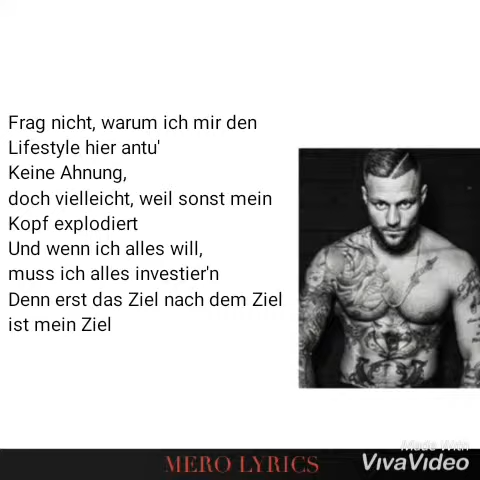 Frag nicht, warum ich mir den
Lifestyle hier antu'
Keine Ahnung,
doch vielleicht, weil sonst mein
Kopf explodiert
Und wenn ich alles will,
muss ich alles investier'n
Denn erst das Ziel nach dem Ziel
ist mein Ziel
MERO LYRICS
Made With
VivaVideo